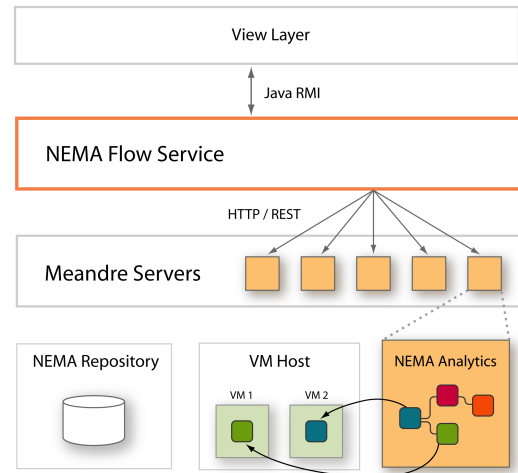 View Layer
Java RMI
NEMA Flow Service
HTTP / REST
Meandre Servers
NEMA Repository
VM Host
NEMA Analytics
VM 1
VM 2